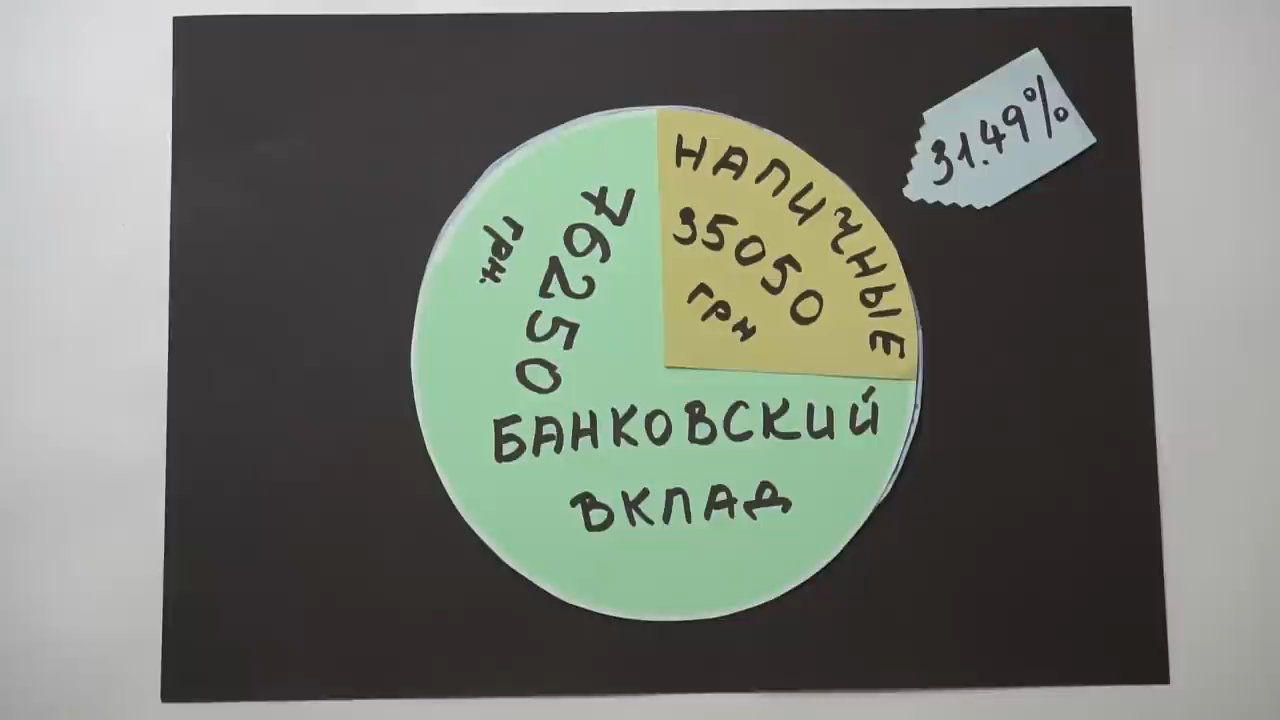 НАЛИЧНЫЕ
35050
грн
31.49%
76250
грн.
БАНКОВСКИЙ
ВКЛАД